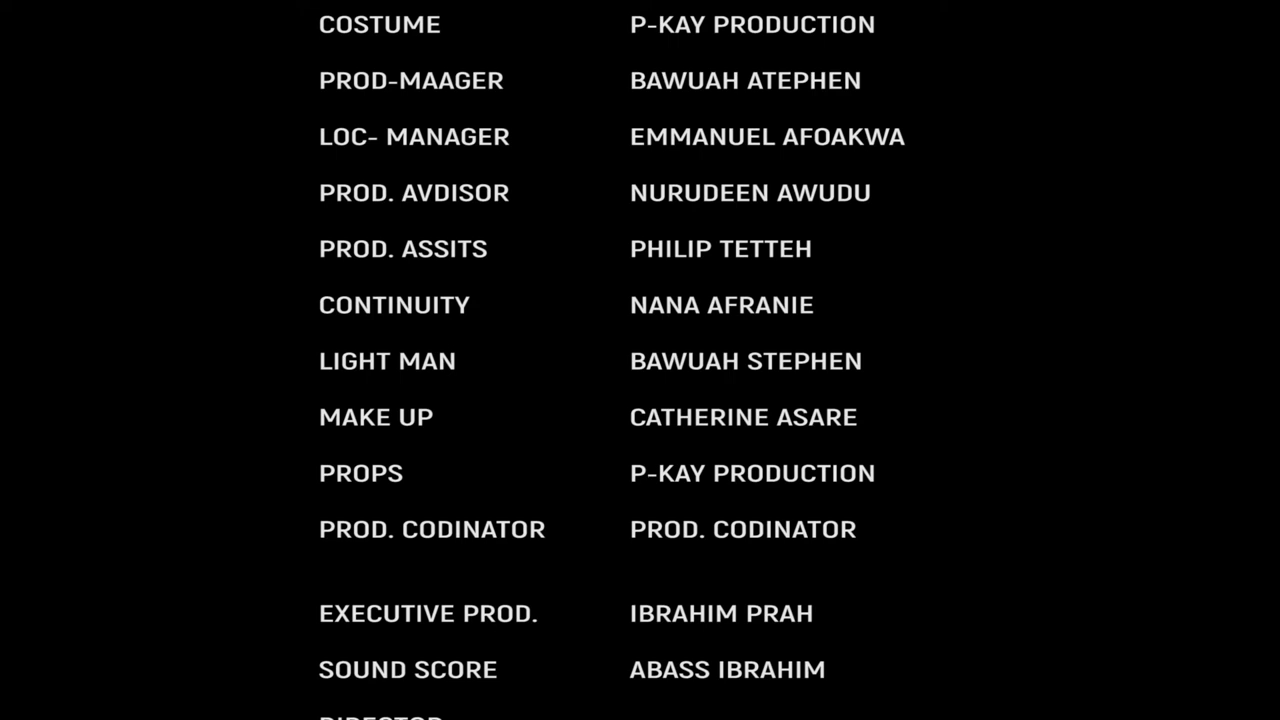 COSTUME P-KAY PRODUCTION
PROD-MAAGER BAWUAH ATEPHEN
LOC- MANAGER EMMANUEL AFOAKWA
PROD. AVDISOR NURUDEEN AWUDU
PROD. ASSITS PHILIP TETTEH
CONTINUITY NANA AFRANIE
LIGHT MAN BAWUAH STEPHEN
MAKE UP CATHERINE ASARE
PROPS P-KAY PRODUCTION
PROD. CODINATOR PROD. CODINATOR
EXECUTIVE PROD. IBRAHIM PRAH
SOUND SCORE ABASS IBRAHIM
DIRECTOR